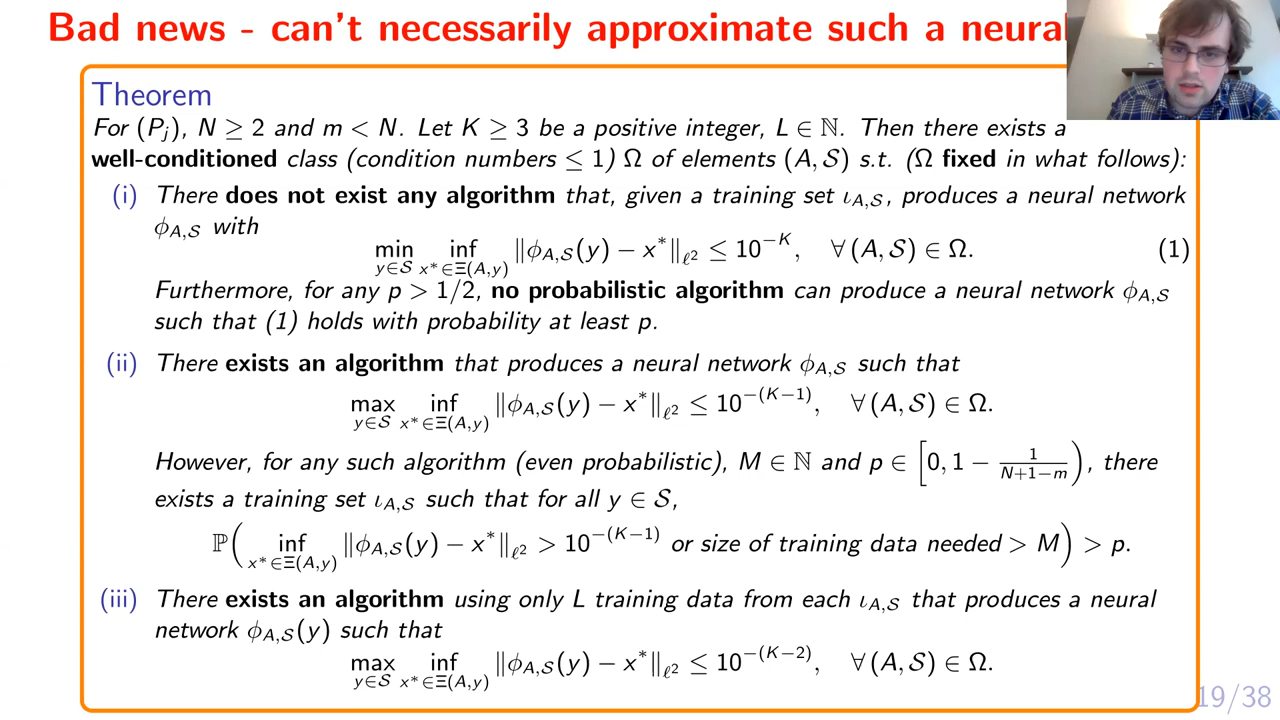 Bad news - can't necessarily approximate such a neural
Theorem
For (P_j), N ≥ 2 and m < N. Let K ≥ 3 be a positive integer, L ∈ ℕ. Then there exists a
well-conditioned class (condition numbers ≤ 1) Ω of elements (A, 𝒮) s.t. (Ω fixed in what follows):
(i) There does not exist any algorithm that, given a training set ι_{A,𝒮}, produces a neural network
ϕ_{A,𝒮} with
min_{y∈𝒮} inf_{x*∈Ξ(A,y)} ‖ϕ_{A,𝒮}(y) − x*‖_{ℓ²} ≤ 10^{−K}, ∀ (A, 𝒮) ∈ Ω. (1)
Furthermore, for any p > 1/2, no probabilistic algorithm can produce a neural network ϕ_{A,𝒮}
such that (1) holds with probability at least p.
(ii) There exists an algorithm that produces a neural network ϕ_{A,𝒮} such that
max_{y∈𝒮} inf_{x*∈Ξ(A,y)} ‖ϕ_{A,𝒮}(y) − x*‖_{ℓ²} ≤ 10^{−(K−1)}, ∀ (A, 𝒮) ∈ Ω.
However, for any such algorithm (even probabilistic), M ∈ ℕ and p ∈ [0, 1 − 1/(N+1−m)), there
exists a training set ι_{A,𝒮} such that for all y ∈ 𝒮,
ℙ(inf_{x*∈Ξ(A,y)} ‖ϕ_{A,𝒮}(y) − x*‖_{ℓ²} > 10^{−(K−1)} or size of training data needed > M) > p.
(iii) There exists an algorithm using only L training data from each ι_{A,𝒮} that produces a neural
network ϕ_{A,𝒮}(y) such that
max_{y∈𝒮} inf_{x*∈Ξ(A,y)} ‖ϕ_{A,𝒮}(y) − x*‖_{ℓ²} ≤ 10^{−(K−2)}, ∀ (A, 𝒮) ∈ Ω.
19/38